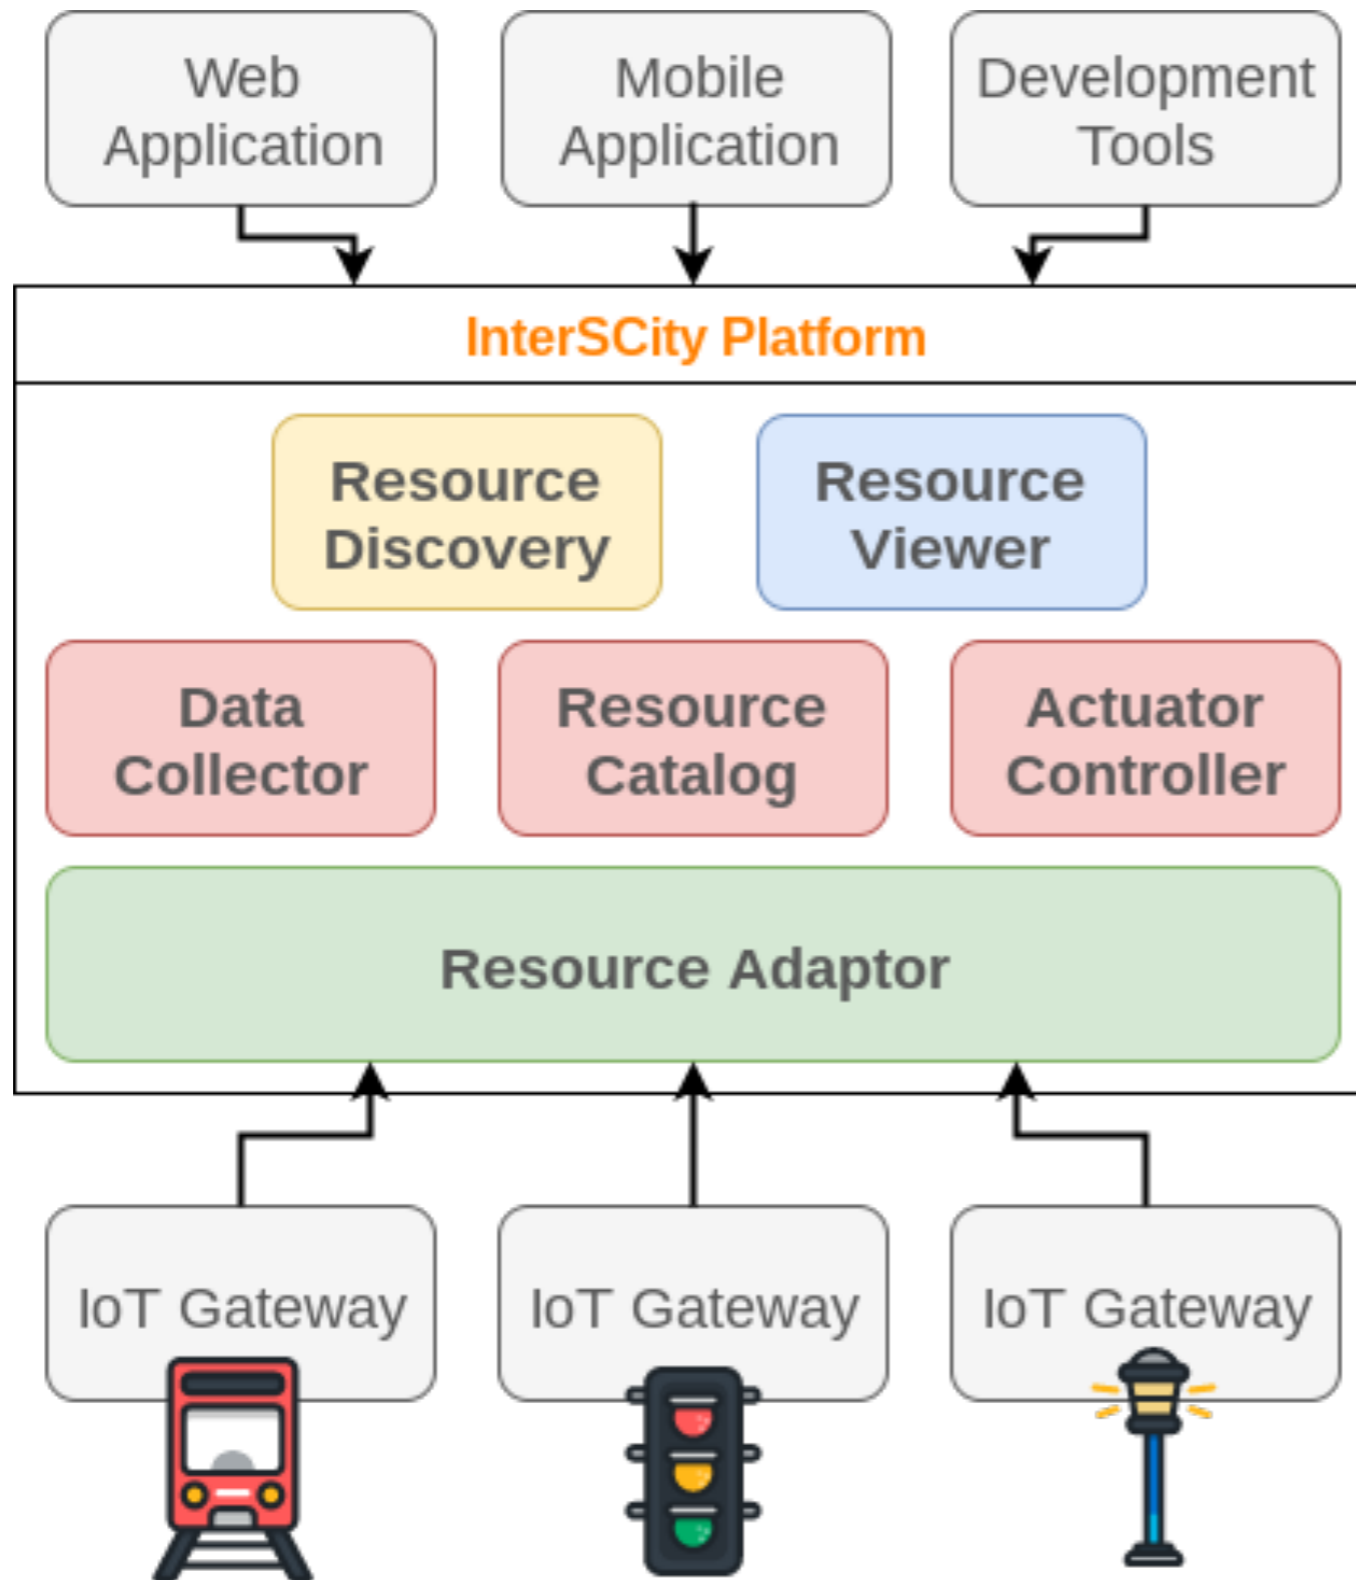 Web
Application
Mobile
Application
Development
Tools
InterSCity Platform
Resource
Discovery
Resource
Viewer
Data
Collector
Resource
Catalog
Actuator
Controller
Resource Adaptor
IoT Gateway
IoT Gateway
IoT Gateway